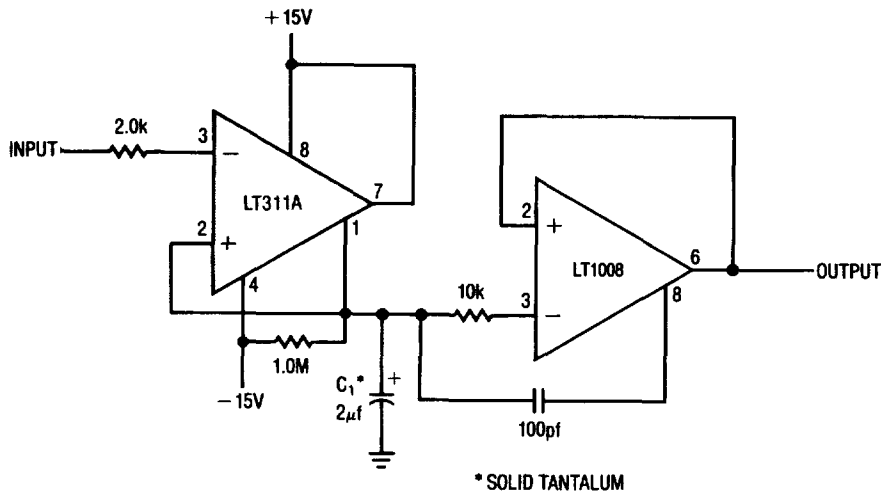 +15V
2.0k
INPUT
3
−
8
LT311A
7
1
2
+
4
2
+
6
LT1008
OUTPUT
8
10k
3
−
1.0M
−15V
C₁*
+
2µf
100pf
* SOLID TANTALUM